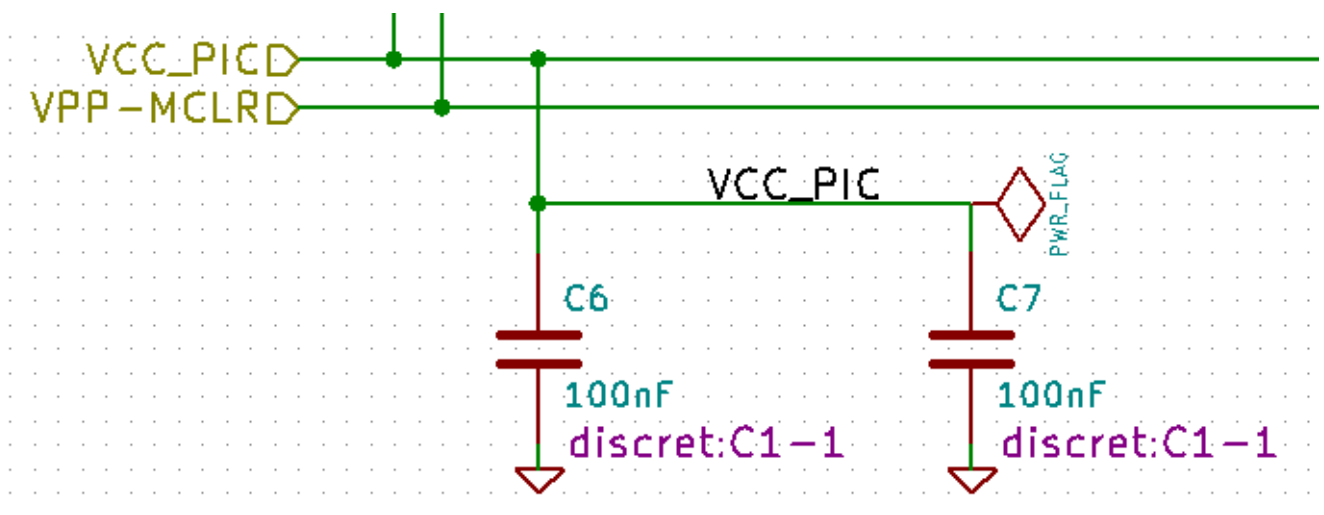 VCC_PIC
VPP-MCLR
VCC_PIC
PWR_FLAG
C6
C7
100nF
100nF
discret:C1-1
discret:C1-1